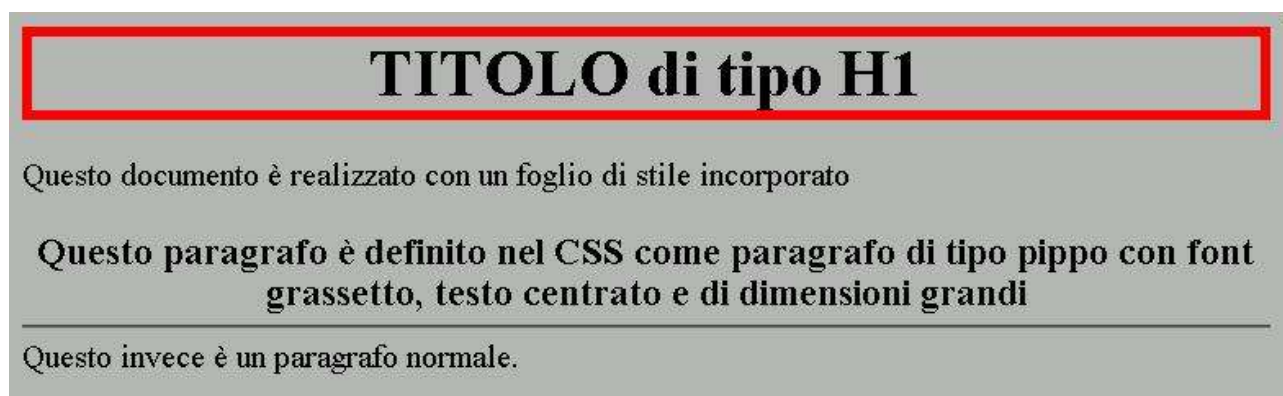 TITOLO di tipo H1
Questo documento è realizzato con un foglio di stile incorporato
Questo paragrafo è definito nel CSS come paragrafo di tipo pippo con font
grassetto, testo centrato e di dimensioni grandi
Questo invece è un paragrafo normale.